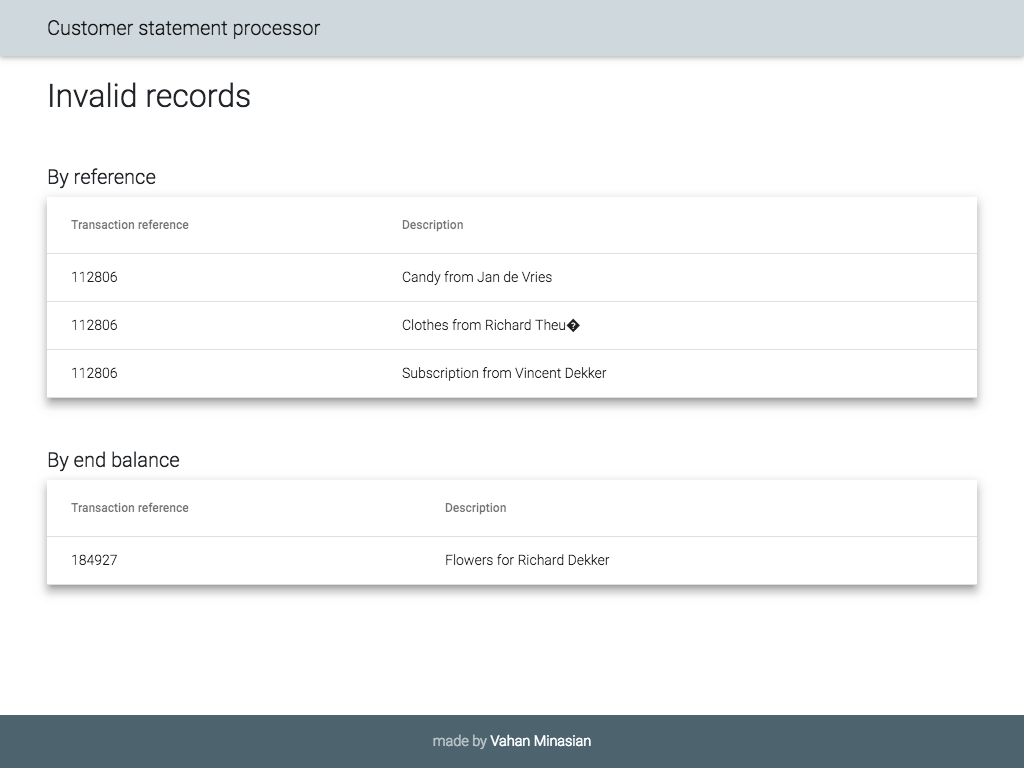 Customer statement processor
Invalid records
By reference
Transaction reference Description
112806 Candy from Jan de Vries
112806 Clothes from Richard Theu�
112806 Subscription from Vincent Dekker
By end balance
Transaction reference Description
184927 Flowers for Richard Dekker
made by Vahan Minasian